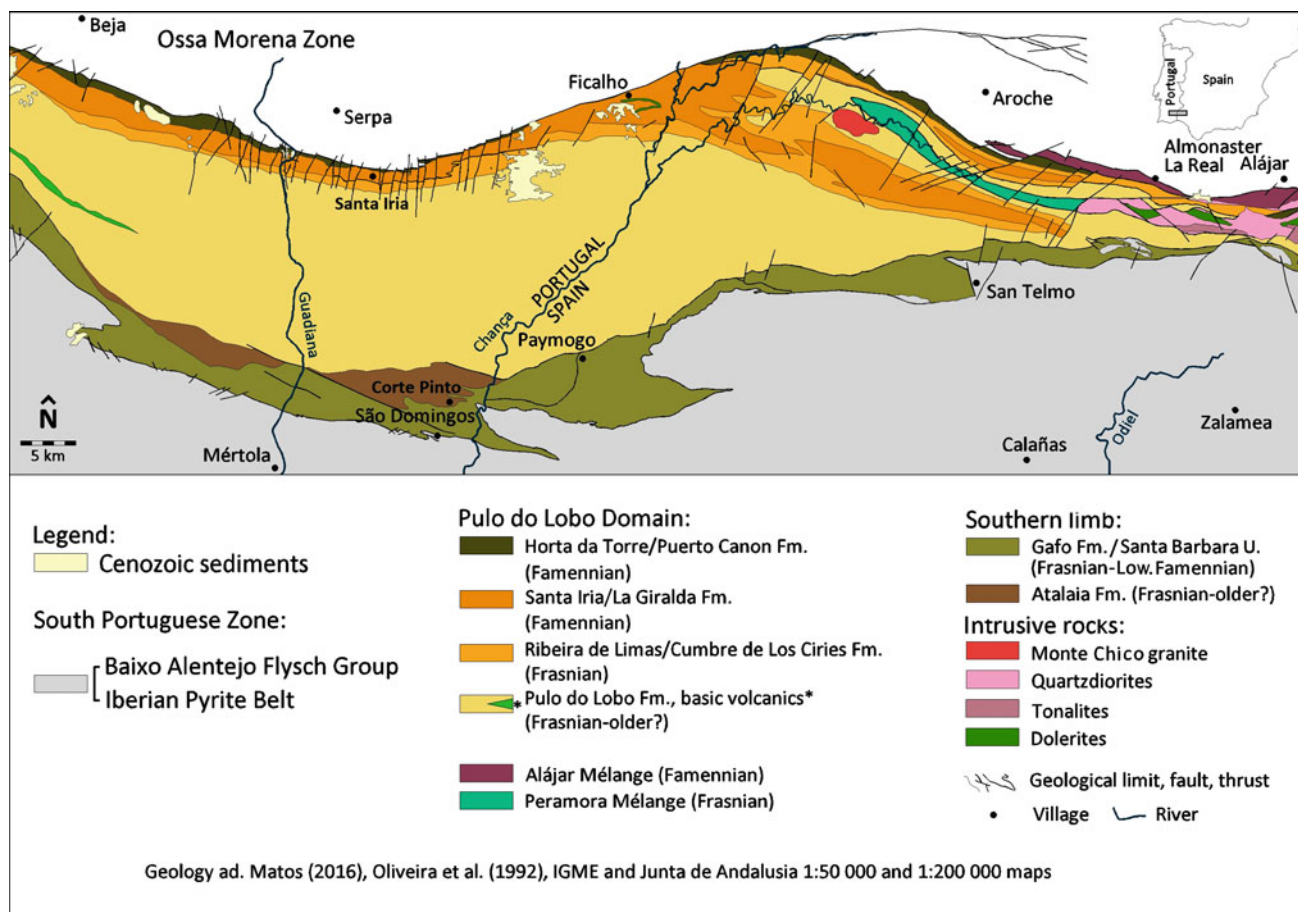 Beja
Ossa Morena Zone
Serpa
Ficalho
Aroche
Portugal
Spain
Almonaster
La Real
Alájar
Santa Iria
Guadiana
PORTUGAL
SPAIN
Chança
Paymogo
San Telmo
Corte Pinto
São Domingos
Mértola
N
5 km
Odiel
Calañas
Zalamea
Legend:
Cenozoic sediments
South Portuguese Zone:
Baixo Alentejo Flysch Group
Iberian Pyrite Belt
Pulo do Lobo Domain:
Horta da Torre/Puerto Canon Fm.
(Famennian)
Santa Iria/La Giralda Fm.
(Famennian)
Ribeira de Limas/Cumbre de Los Ciries Fm.
(Frasnian)
*Pulo do Lobo Fm., basic volcanics*
(Frasnian-older?)
Alájar Mélange (Famennian)
Peramora Mélange (Frasnian)
Southern limb:
Gafo Fm./Santa Barbara U.
(Frasnian-Low. Famennian)
Atalaia Fm. (Frasnian-older?)
Intrusive rocks:
Monte Chico granite
Quartzdiorites
Tonalites
Dolerites
Geological limit, fault, thrust
Village
River
Geology ad. Matos (2016), Oliveira et al. (1992), IGME and Junta de Andalusia 1:50 000 and 1:200 000 maps